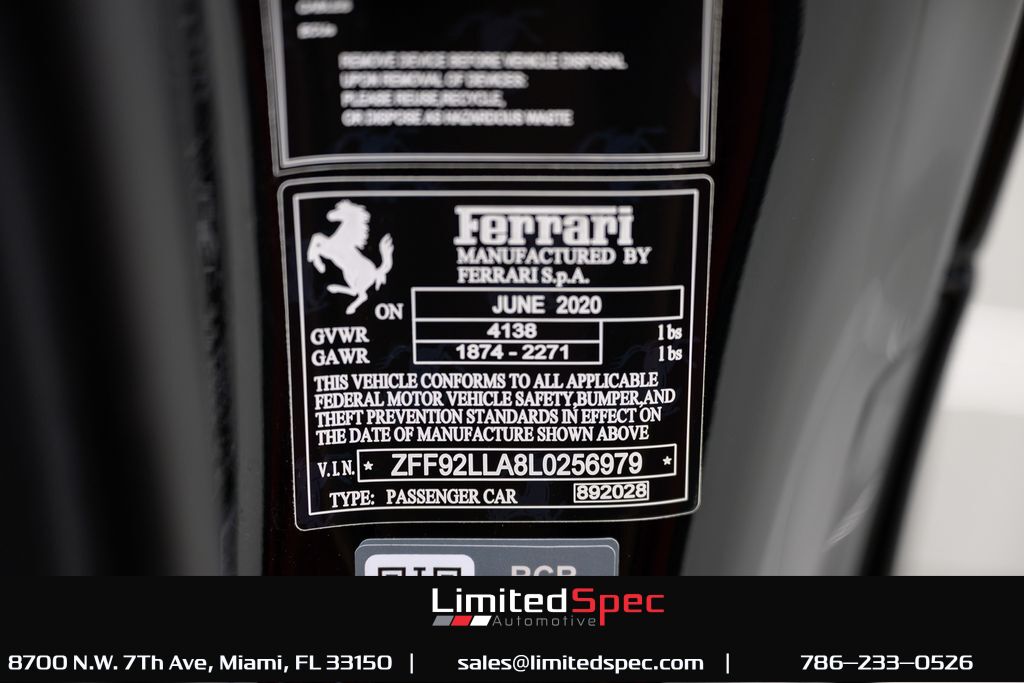 REMOVE DEVICE BEFORE VEHICLE DISPOSAL
UPON REMOVAL OF DEVICES:
PLEASE REUSE,RECYCLE,
OR DISPOSE AS HAZARDOUS WASTE
Ferrari
MANUFACTURED BY
FERRARI S.p.A.
ON JUNE 2020
GVWR 4138 lbs
GAWR 1874 - 2271 lbs
THIS VEHICLE CONFORMS TO ALL APPLICABLE
FEDERAL MOTOR VEHICLE SAFETY,BUMPER,AND
THEFT PREVENTION STANDARDS IN EFFECT ON
THE DATE OF MANUFACTURE SHOWN ABOVE
V.I.N. * ZFF92LLA8L0256979 *
TYPE: PASSENGER CAR 892028
LimitedSpec
Automotive
8700 N.W. 7Th Ave, Miami, FL 33150 | sales@limitedspec.com | 786-233-0526